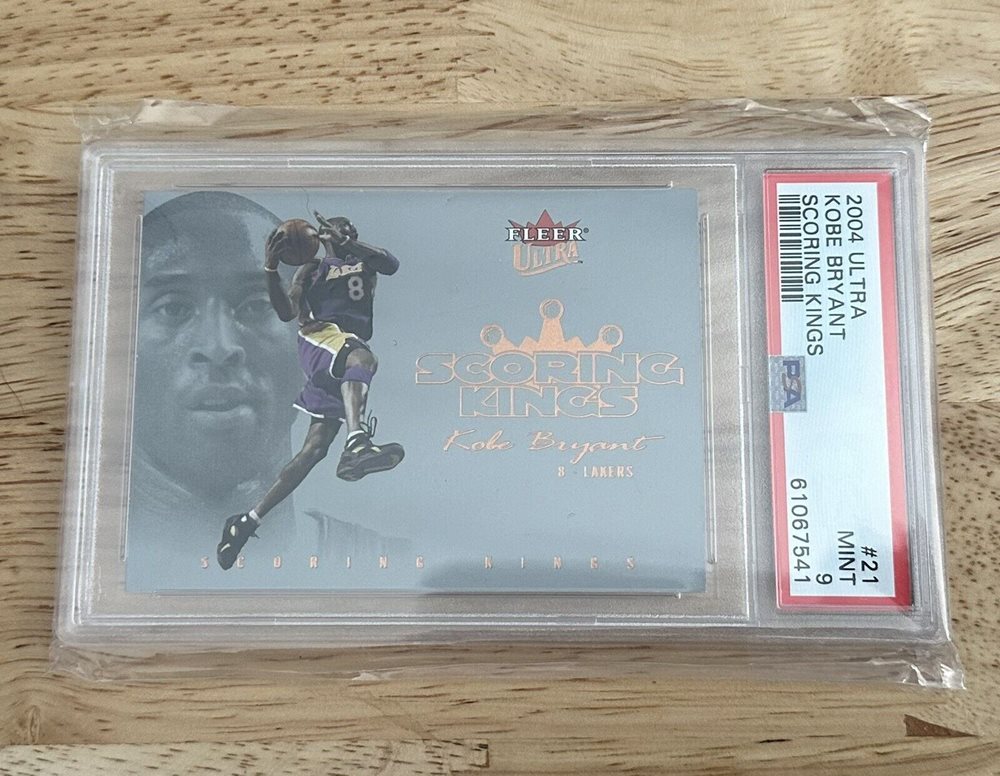 FLEER
ULTRA
LAKERS
8
SCORING
KINGS
Kobe Bryant
8 - LAKERS
SCORING KINGS
2004 ULTRA #21
KOBE BRYANT MINT
SCORING KINGS 9
PSA
61067541